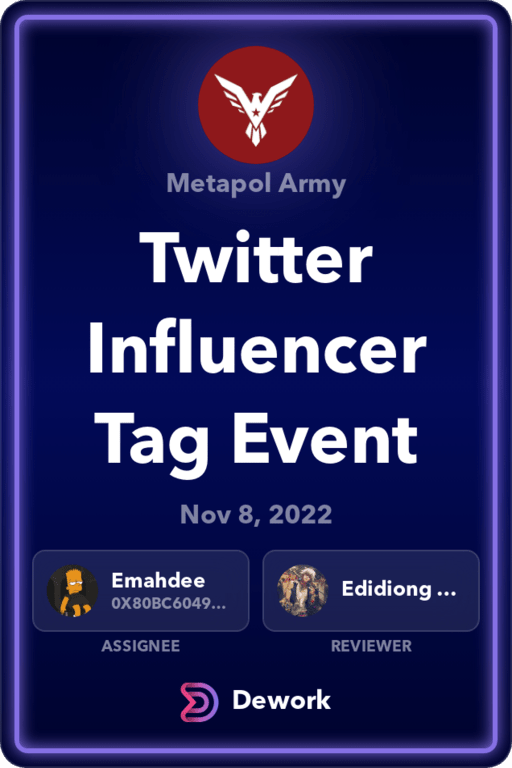 Metapol Army
Twitter
Influencer
Tag Event
Nov 8, 2022
Emahdee
0X80BC6049...
Edidiong ...
ASSIGNEE
REVIEWER
Dework